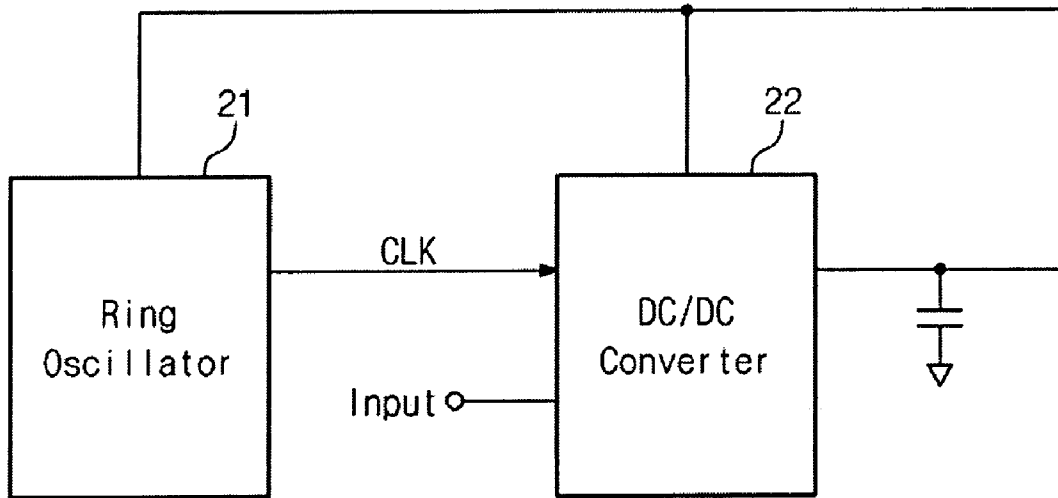 21
22
CLK
Ring
Oscillator
DC/DC
Converter
Input